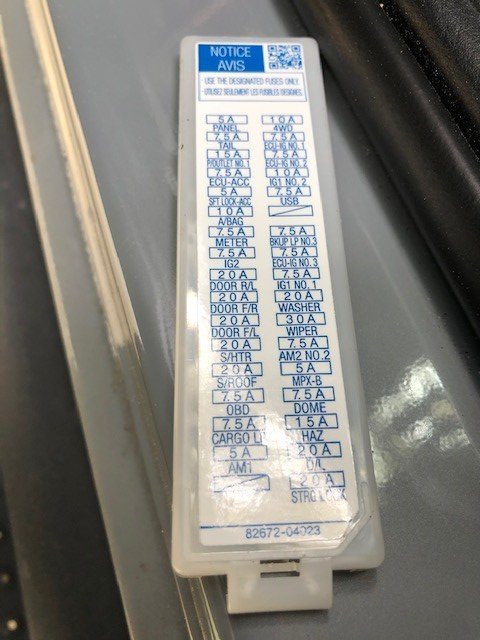 NOTICE
AVIS
USE THE DESIGNATED FUSES ONLY.
UTILISEZ SEULEMENT LES FUSIBLES DESIGNES.
5A
PANEL
7.5A
TAIL
15A
P/OUTLET NO.1
7.5A
ECU-ACC
5A
SFT LOCK-ACC
10A
A/BAG
7.5A
METER
7.5A
IG2
20A
DOOR R/L
20A
DOOR F/R
20A
DOOR F/L
20A
S/HTR
20A
S/ROOF
7.5A
OBD
7.5A
CARGO LP
5A
AM1
10A
4WD
7.5A
ECU-IG NO.1
7.5A
ECU-IG NO.2
10A
IG1 NO.2
7.5A
USB
7.5A
BKUP LP NO.3
7.5A
ECU-IG NO.3
7.5A
IG1 NO.1
20A
WASHER
30A
WIPER
7.5A
AM2 NO.2
5A
MPX-B
7.5A
DOME
15A
HAZ
20A
D/L
20A
STRG LOCK
82672-04023